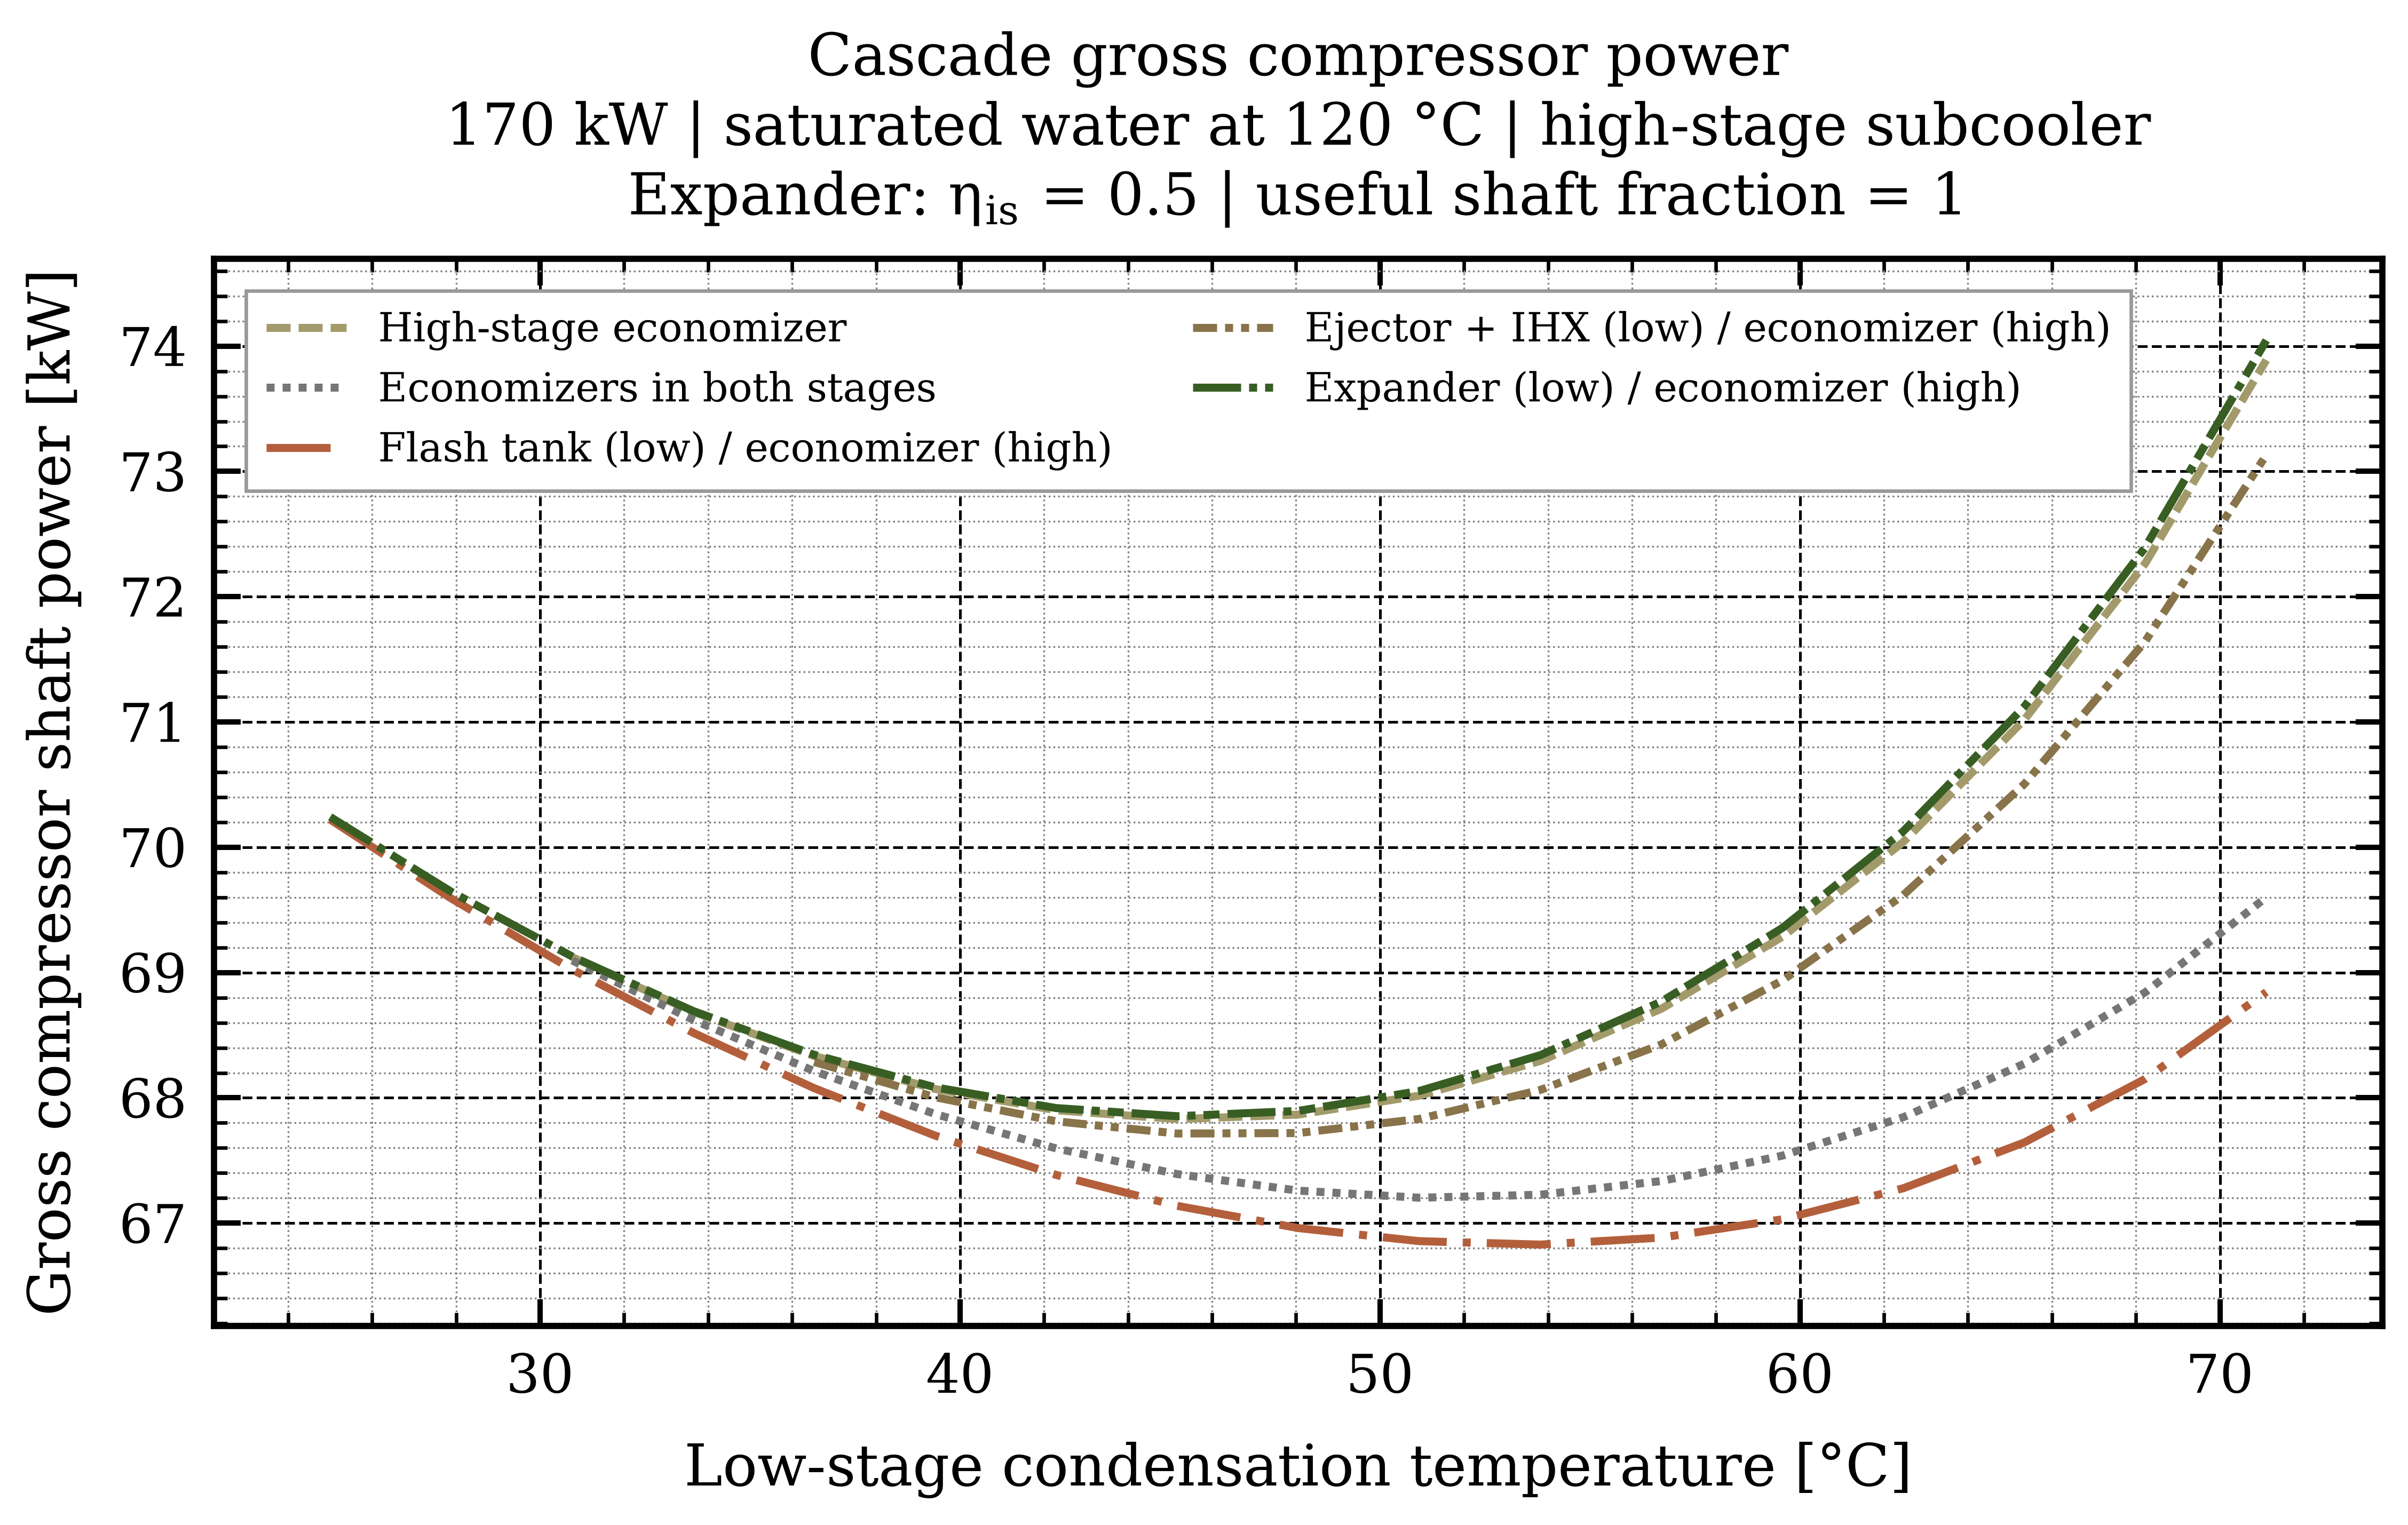 Cascade gross compressor power
170 kW | saturated water at 120 °C | high-stage subcooler
Expander: ηis = 0.5 | useful shaft fraction = 1
Gross compressor shaft power [kW]
High-stage economizer
Economizers in both stages
Flash tank (low) / economizer (high)
Ejector + IHX (low) / economizer (high)
Expander (low) / economizer (high)
74
73
72
71
70
69
68
67
30 40 50 60 70
Low-stage condensation temperature [°C]